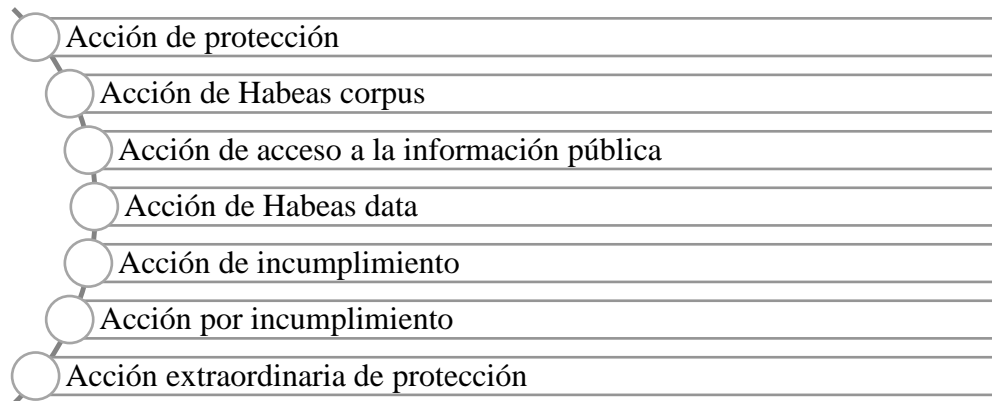 Acción de protección
Acción de Habeas corpus
Acción de acceso a la información pública
Acción de Habeas data
Acción de incumplimiento
Acción por incumplimiento
Acción extraordinaria de protección